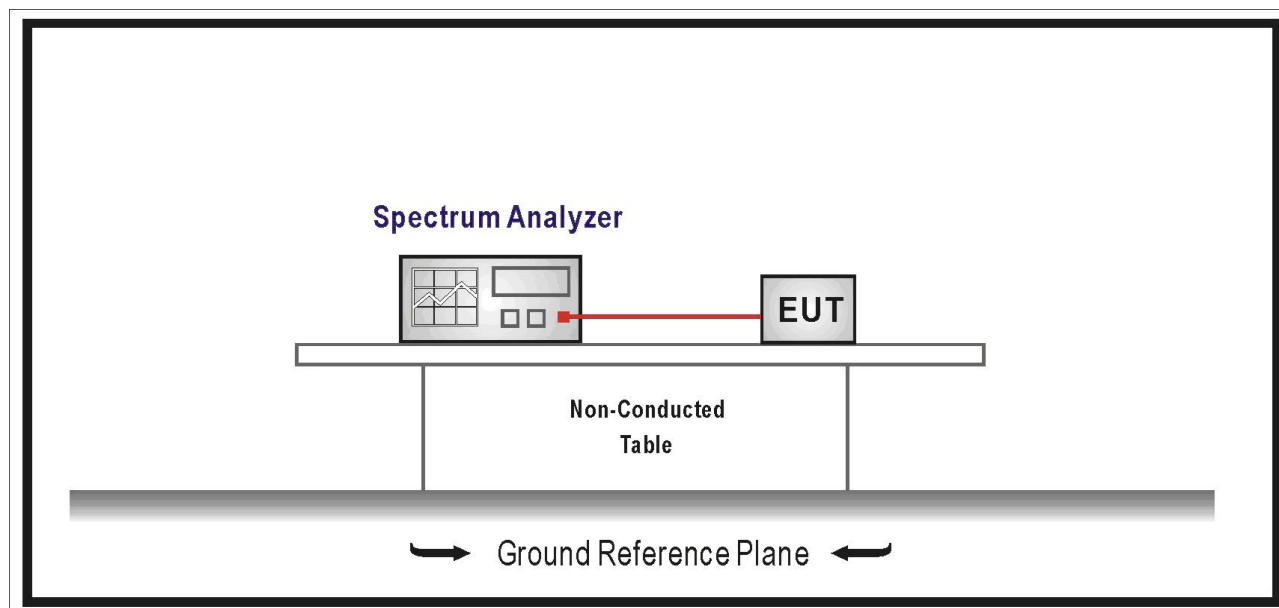 Spectrum Analyzer
EUT
Non-Conducted
Table
Ground Reference Plane